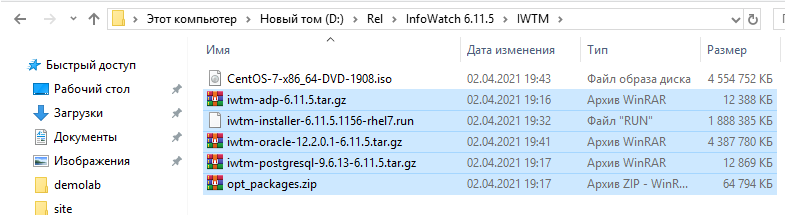 Этот компьютер > Новый том (D:) > Rel > InfoWatch 6.11.5 > IWTM >
Имя Дата изменения Тип Размер
Быстрый доступ
Рабочий стол
Загрузки
Документы
Изображения
demolab
site
CentOS-7-x86_64-DVD-1908.iso 02.04.2021 19:43 Файл образа диска 4 554 752 КБ
iwtm-adp-6.11.5.tar.gz 02.04.2021 19:16 Архив WinRAR 12 388 КБ
iwtm-installer-6.11.5.1156-rhel7.run 02.04.2021 19:32 Файл "RUN" 1 888 385 КБ
iwtm-oracle-12.2.0.1-6.11.5.tar.gz 02.04.2021 19:41 Архив WinRAR 4 387 780 КБ
iwtm-postgresql-9.6.13-6.11.5.tar.gz 02.04.2021 19:17 Архив WinRAR 12 869 КБ
opt_packages.zip 02.04.2021 19:17 Архив ZIP - WinR... 64 794 КБ